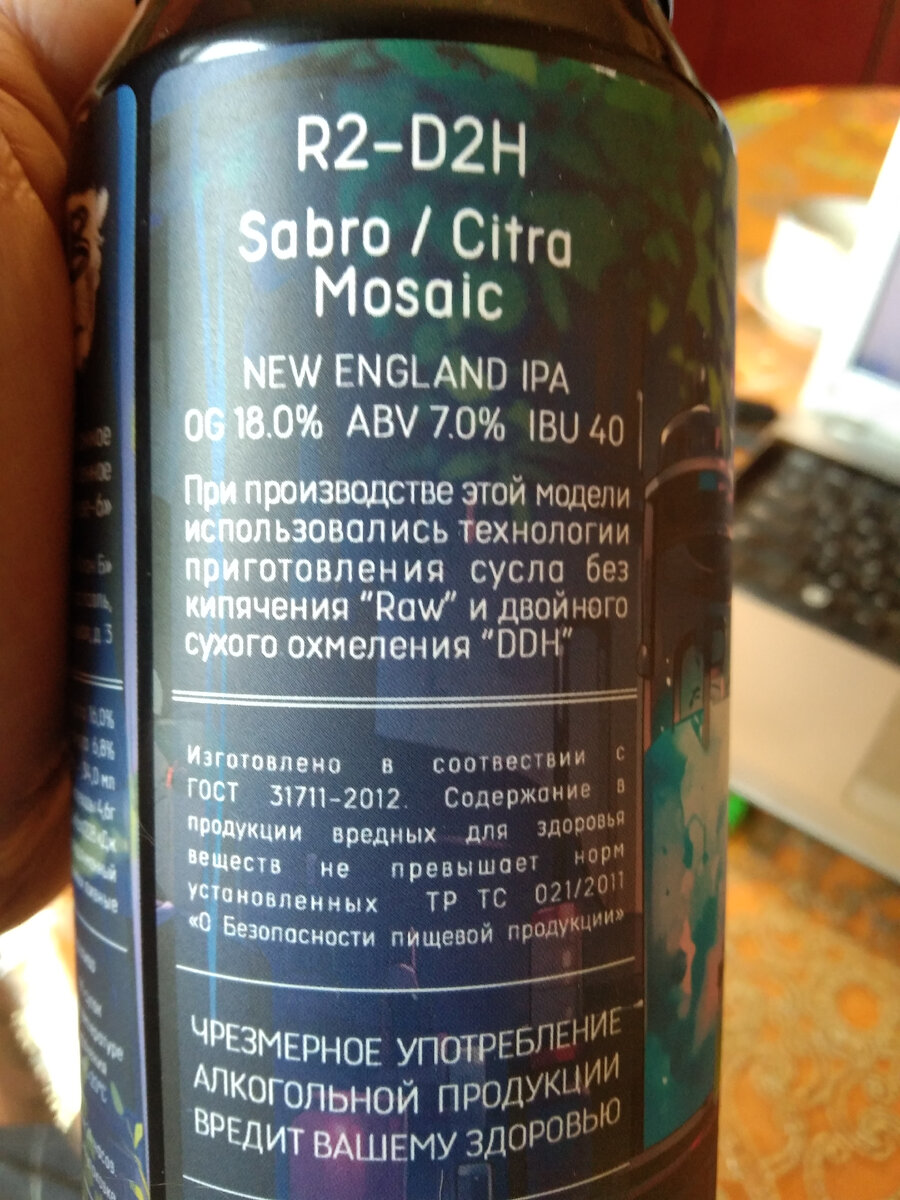 R2-D2H
Sabro / Citra
Mosaic
NEW ENGLAND IPA
OG 18.0% ABV 7.0% IBU 40
При производстве этой модели
использовались технологии
приготовления сусла без
кипячения "Raw" и двойного
сухого охмеления "DDH"
Изготовлено в соотвествии с
ГОСТ 31711-2012. Содержание в
продукции вредных для здоровья
веществ не превышает норм
установленных ТР ТС 021/2011
«О Безопасности пищевой продукции»
ЧРЕЗМЕРНОЕ УПОТРЕБЛЕНИЕ
АЛКОГОЛЬНОЙ ПРОДУКЦИИ
ВРЕДИТ ВАШЕМУ ЗДОРОВЬЮ